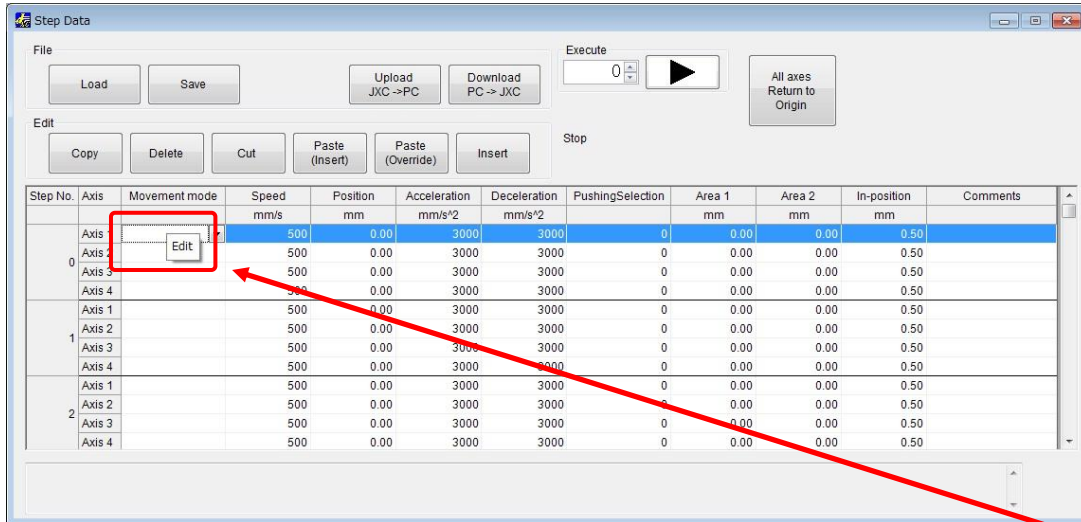 Step Data
File
Load Save Upload JXC ->PC Download PC -> JXC
Execute
0
All axes Return to Origin
Edit
Copy Delete Cut Paste (Insert) Paste (Override) Insert
Stop
Step No. Axis Movement mode Speed Position Acceleration Deceleration PushingSelection Area 1 Area 2 In-position Comments
mm/s mm mm/s^2 mm/s^2 mm mm mm
0
Axis 1 500 0.00 3000 3000 0 0.00 0.00 0.50
Edit
Axis 2 500 0.00 3000 3000 0 0.00 0.00 0.50
Axis 3 500 0.00 3000 3000 0 0.00 0.00 0.50
Axis 4 500 0.00 3000 3000 0 0.00 0.00 0.50
1
Axis 1 500 0.00 3000 3000 0 0.00 0.00 0.50
Axis 2 500 0.00 3000 3000 0 0.00 0.00 0.50
Axis 3 500 0.00 3000 3000 0 0.00 0.00 0.50
Axis 4 500 0.00 3000 3000 0 0.00 0.00 0.50
2
Axis 1 500 0.00 3000 3000 0 0.00 0.00 0.50
Axis 2 500 0.00 3000 3000 0 0.00 0.00 0.50
Axis 3 500 0.00 3000 3000 0 0.00 0.00 0.50
Axis 4 500 0.00 3000 3000 0 0.00 0.00 0.50